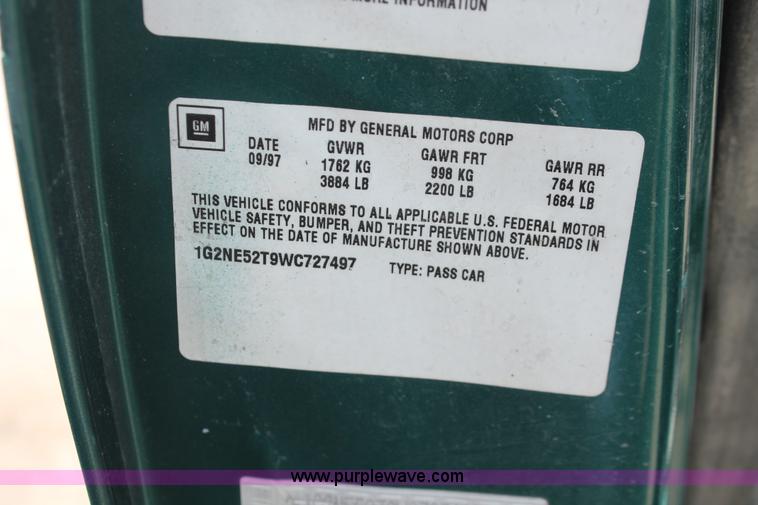 MORE INFORMATION
GM
MFD BY GENERAL MOTORS CORP
DATE GVWR GAWR FRT GAWR RR
09/97 1762 KG 998 KG 764 KG
3884 LB 2200 LB 1684 LB
THIS VEHICLE CONFORMS TO ALL APPLICABLE U.S. FEDERAL MOTOR
VEHICLE SAFETY, BUMPER, AND THEFT PREVENTION STANDARDS IN
EFFECT ON THE DATE OF MANUFACTURE SHOWN ABOVE.
1G2NE52T9WC727497 TYPE: PASS CAR
www.purplewave.com